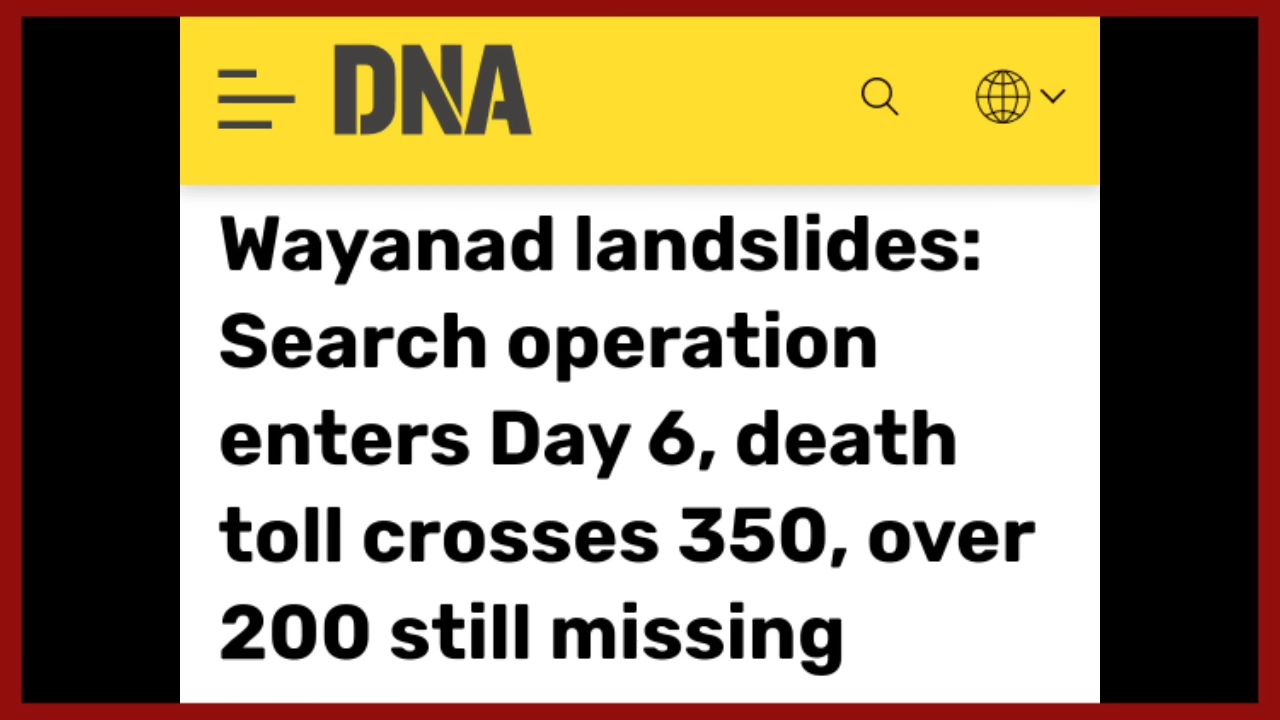 DNA
Wayanad landslides:
Search operation
enters Day 6, death
toll crosses 350, over
200 still missing